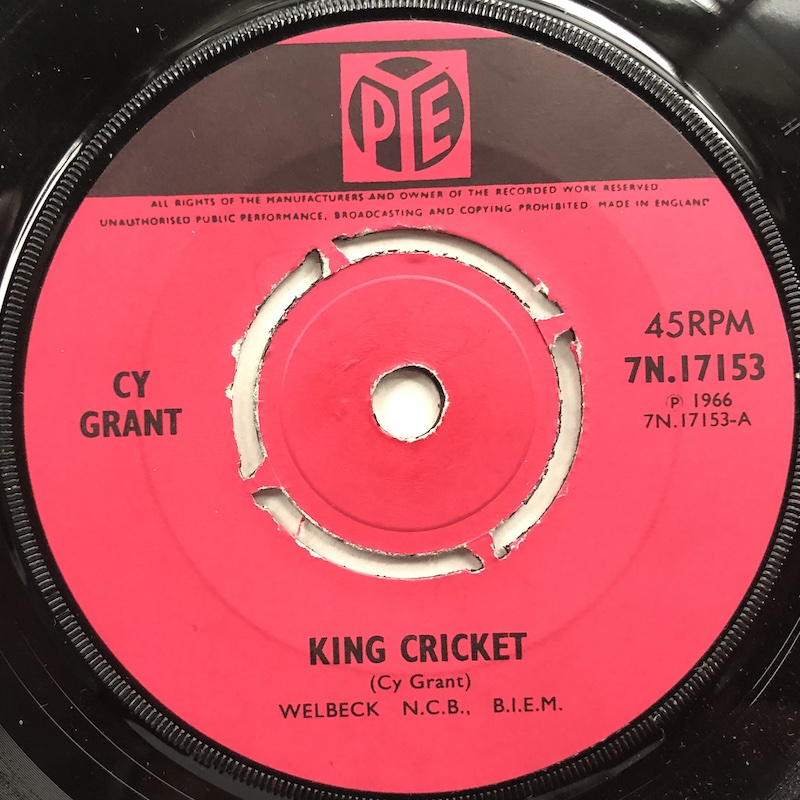 PYE
ALL RIGHTS OF THE MANUFACTURERS AND OWNER OF THE RECORDED WORK RESERVED.
UNAUTHORISED PUBLIC PERFORMANCE, BROADCASTING AND COPYING PROHIBITED. MADE IN ENGLAND
CY
GRANT
45RPM
7N.17153
℗ 1966
7N.17153-A
KING CRICKET
(Cy Grant)
WELBECK N.C.B., B.I.E.M.